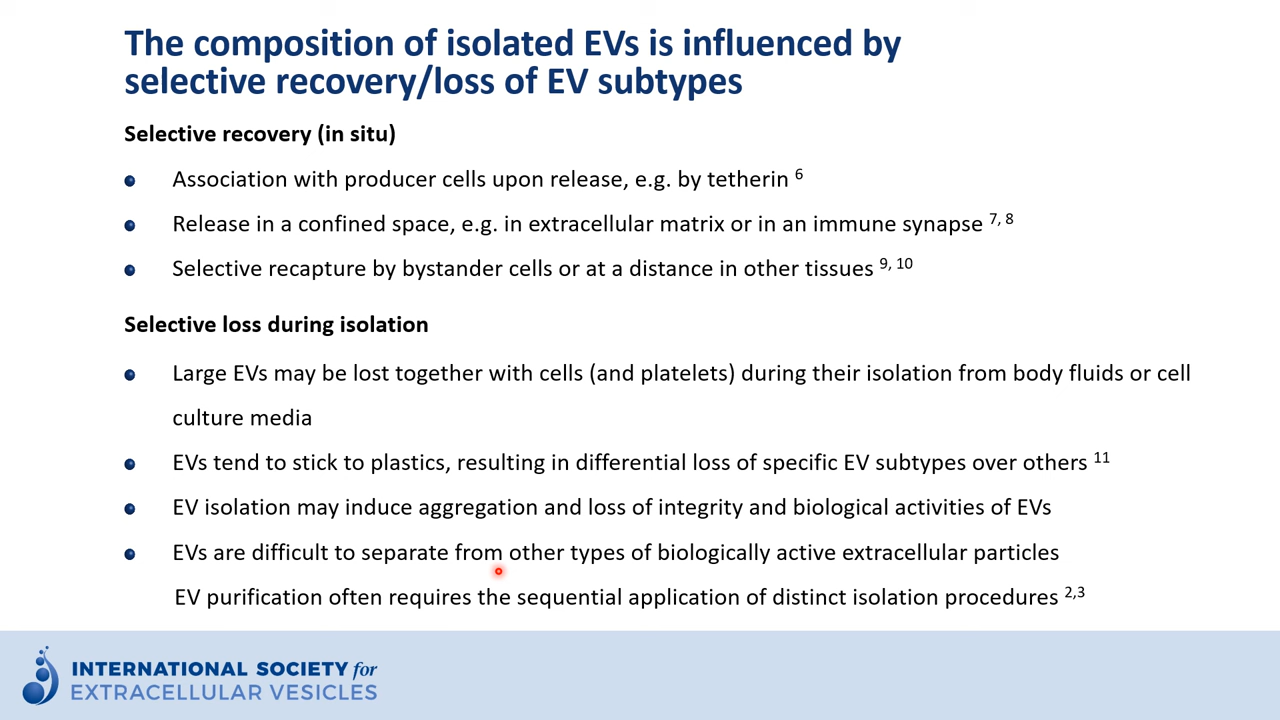 The composition of isolated EVs is influenced by
selective recovery/loss of EV subtypes
Selective recovery (in situ)
Association with producer cells upon release, e.g. by tetherin 6
Release in a confined space, e.g. in extracellular matrix or in an immune synapse 7, 8
Selective recapture by bystander cells or at a distance in other tissues 9, 10
Selective loss during isolation
Large EVs may be lost together with cells (and platelets) during their isolation from body fluids or cell
culture media
EVs tend to stick to plastics, resulting in differential loss of specific EV subtypes over others 11
EV isolation may induce aggregation and loss of integrity and biological activities of EVs
EVs are difficult to separate from other types of biologically active extracellular particles
EV purification often requires the sequential application of distinct isolation procedures 2,3
INTERNATIONAL SOCIETY for
EXTRACELLULAR VESICLES